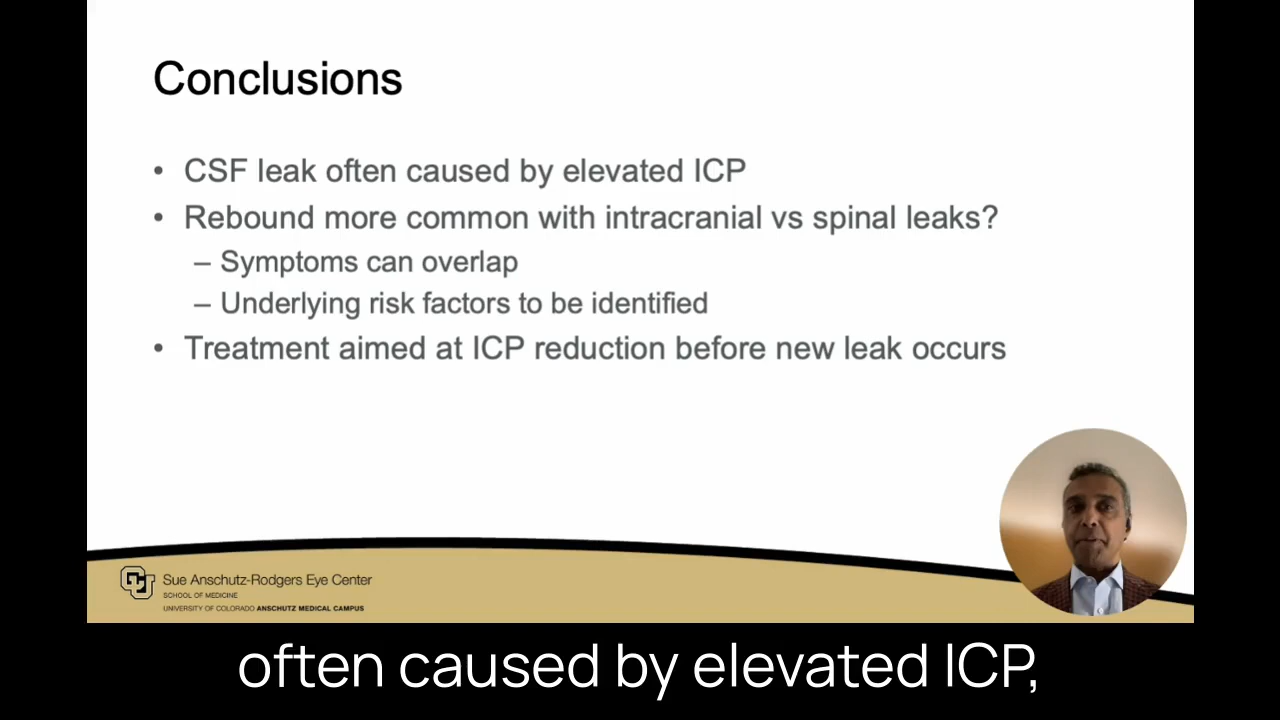 Conclusions
• CSF leak often caused by elevated ICP
• Rebound more common with intracranial vs spinal leaks?
– Symptoms can overlap
– Underlying risk factors to be identified
• Treatment aimed at ICP reduction before new leak occurs
Sue Anschutz-Rodgers Eye Center
SCHOOL OF MEDICINE
UNIVERSITY OF COLORADO ANSCHUTZ MEDICAL CAMPUS
often caused by elevated ICP,